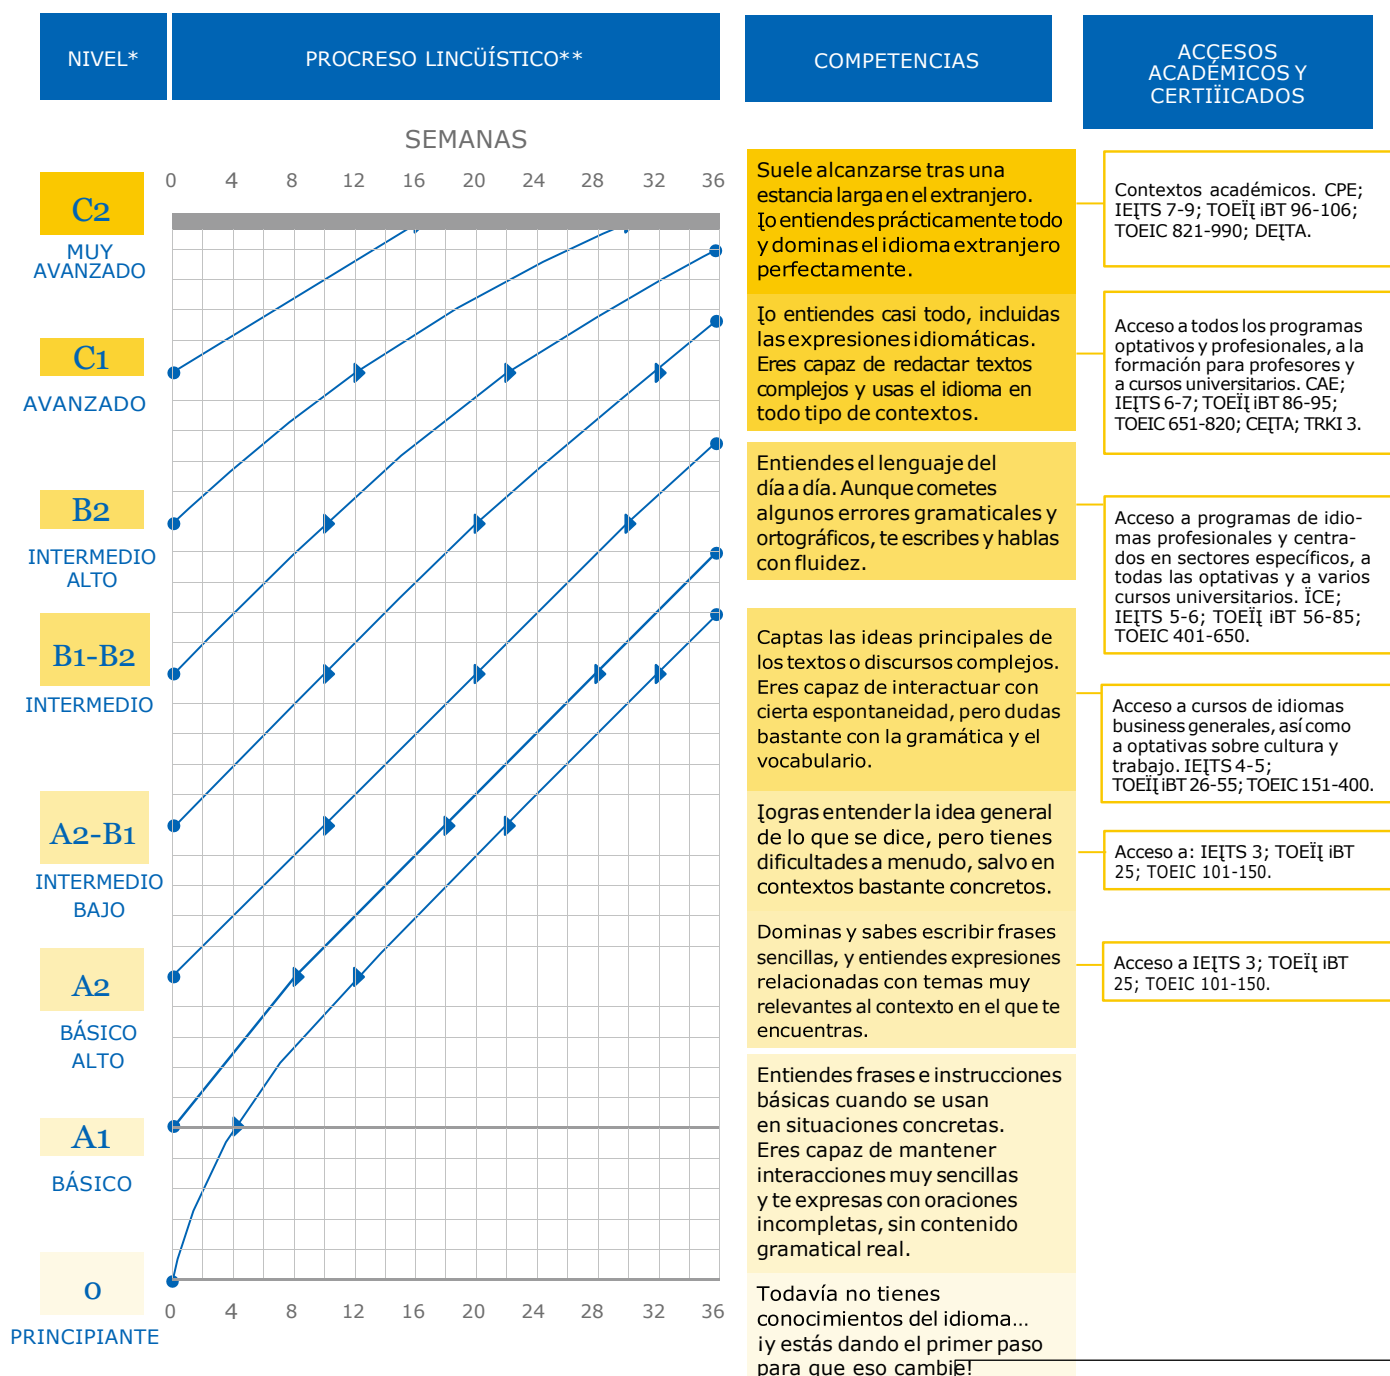 NIVEL*
PROCRESO LINCÜÍSTICO**
COMPETENCIAS
ACCESOS
ACADÉMICOS Y
CERTIÏICADOS
SEMANAS
0 4 8 12 16 20 24 28 32 36
C2
MUY
AVANZADO
C1
AVANZADO
B2
INTERMEDIO
ALTO
B1-B2
INTERMEDIO
A2-B1
INTERMEDIO
BAJO
A2
BÁSICO
ALTO
A1
BÁSICO
0
PRINCIPIANTE
0 4 8 12 16 20 24 28 32 36
Suele alcanzarse tras una
estancia larga en el extranjero.
Įo entiendes prácticamente todo
y dominas el idioma extranjero
perfectamente.
Įo entiendes casi todo, incluidas
las expresiones idiomáticas.
Eres capaz de redactar textos
complejos y usas el idioma en
todo tipo de contextos.
Entiendes el lenguaje del
día a día. Aunque cometes
algunos errores gramaticales y
ortográficos, te escribes y hablas
con fluidez.
Captas las ideas principales de
los textos o discursos complejos.
Eres capaz de interactuar con
cierta espontaneidad, pero dudas
bastante con la gramática y el
vocabulario.
Įogras entender la idea general
de lo que se dice, pero tienes
dificultades a menudo, salvo en
contextos bastante concretos.
Dominas y sabes escribir frases
sencillas, y entiendes expresiones
relacionadas con temas muy
relevantes al contexto en el que te
encuentras.
Entiendes frases e instrucciones
básicas cuando se usan
en situaciones concretas.
Eres capaz de mantener
interacciones muy sencillas
y te expresas con oraciones
incompletas, sin contenido
gramatical real.
Todavía no tienes
conocimientos del idioma…
¡y estás dando el primer paso
para que eso cambie!
Contextos académicos. CPE;
IEĮTS 7-9; TOEÏĮ iBT 96-106;
TOEIC 821-990; DEĮTA.
Acceso a todos los programas
optativos y profesionales, a la
formación para profesores y
a cursos universitarios. CAE;
IEĮTS 6-7; TOEÏĮ iBT 86-95;
TOEIC 651-820; CEĮTA; TRKI 3.
Acceso a programas de idio-
mas profesionales y centra-
dos en sectores específicos, a
todas las optativas y a varios
cursos universitarios. ÏCE;
IEĮTS 5-6; TOEÏĮ iBT 56-85;
TOEIC 401-650.
Acceso a cursos de idiomas
business generales, así como
a optativas sobre cultura y
trabajo. IEĮTS 4-5;
TOEÏĮ iBT 26-55; TOEIC 151-400.
Acceso a: IEĮTS 3; TOEÏĮ iBT
25; TOEIC 101-150.
Acceso a IEĮTS 3; TOEÏĮ iBT
25; TOEIC 101-150.